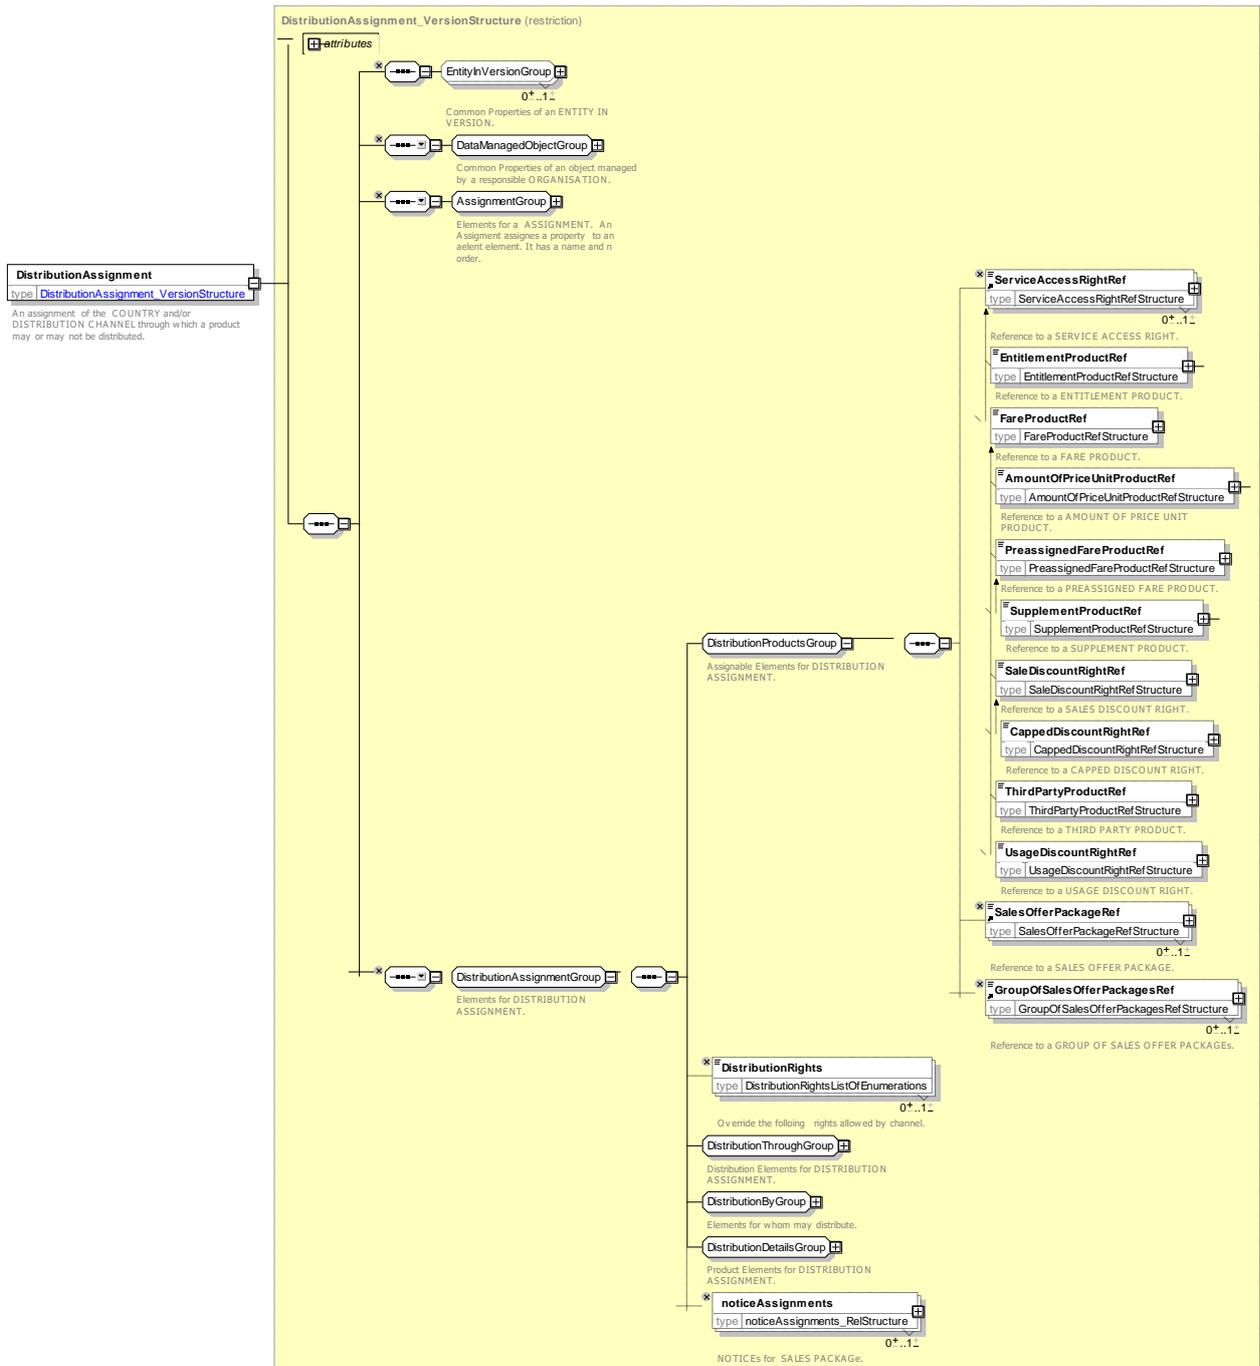 DistributionAssignment_VersionStructure (restriction)
attributes
EntityInVersionGroup
0..1
Common Properties of an ENTITY IN
VERSION.
DataManagedObjectGroup
Common Properties of an object managed
by a responsible ORGANISATION.
AssignmentGroup
Elements for a ASSIGNMENT. An
Assigment assignes a property to an
aelent element. It has a name and n
order.
DistributionAssignment
type DistributionAssignment_VersionStructure
An assignment of the COUNTRY and/or
DISTRIBUTION CHANNEL through which a product
may or may not be distributed.
ServiceAccessRightRef
type ServiceAccessRightRefStructure
0..1
Reference to a SERVICE ACCESS RIGHT.
EntitlementProductRef
type EntitlementProductRefStructure
Reference to a ENTITLEMENT PRODUCT.
FareProductRef
type FareProductRefStructure
Reference to a FARE PRODUCT.
AmountOfPriceUnitProductRef
type AmountOfPriceUnitProductRefStructure
Reference to a AMOUNT OF PRICE UNIT
PRODUCT.
PreassignedFareProductRef
type PreassignedFareProductRefStructure
Reference to a PREASSIGNED FARE PRODUCT.
SupplementProductRef
type SupplementProductRefStructure
Reference to a SUPPLEMENT PRODUCT.
DistributionProductsGroup
Assignable Elements for DISTRIBUTION
ASSIGNMENT.
SaleDiscountRightRef
type SaleDiscountRightRefStructure
Reference to a SALES DISCOUNT RIGHT.
CappedDiscountRightRef
type CappedDiscountRightRefStructure
Reference to a CAPPED DISCOUNT RIGHT.
ThirdPartyProductRef
type ThirdPartyProductRefStructure
Reference to a THIRD PARTY PRODUCT.
UsageDiscountRightRef
type UsageDiscountRightRefStructure
Reference to a USAGE DISCOUNT RIGHT.
SalesOfferPackageRef
type SalesOfferPackageRefStructure
0..1
Reference to a SALES OFFER PACKAGE.
DistributionAssignmentGroup
Elements for DISTRIBUTION
ASSIGNMENT.
GroupOfSalesOfferPackagesRef
type GroupOfSalesOfferPackagesRefStructure
0..1
Reference to a GROUP OF SALES OFFER PACKAGEs.
DistributionRights
type DistributionRightsListOfEnumerations
0..1
Override the folloing rights allowed by channel.
DistributionThroughGroup
Distribution Elements for DISTRIBUTION
ASSIGNMENT.
DistributionByGroup
Elements for whom may distribute.
DistributionDetailsGroup
Product Elements for DISTRIBUTION
ASSIGNMENT.
noticeAssignments
type noticeAssignments_RelStructure
0..1
NOTICEs for SALES PACKAGe.